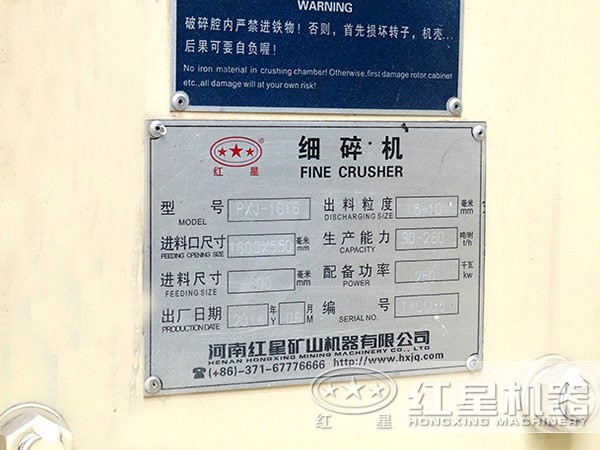 WARNING
破碎腔内严禁进铁物！否则，首先损坏转子，机壳...
后果可要自负喔！
No iron material in crushing chamber! Otherwise,first damage rotor,cabinet
etc.,all damage will at your own risk!
红星
细碎机
FINE CRUSHER
型号 PXJ-1616 出料粒度 5-10 毫米
MODEL DISCHARGING SIZE mm
进料口尺寸 1600X550 毫米 生产能力 90-260 吨/时
FEEDING OPENING SIZE mm CAPACITY t/h
进料尺寸 毫米 配备功率 250 千瓦
FEEDING SIZE mm POWER kw
出厂日期 2014 年 06 月 编号
PRODUCTION DATE Y M SERIAL NO.
河南红星矿山机器有限公司
HENAN HONGXING MINING MACHINERY CO., LTD
☎(+86)-371-67776666 http://www.hxjq.com
红星 红星机器
HONGXING MACHINERY